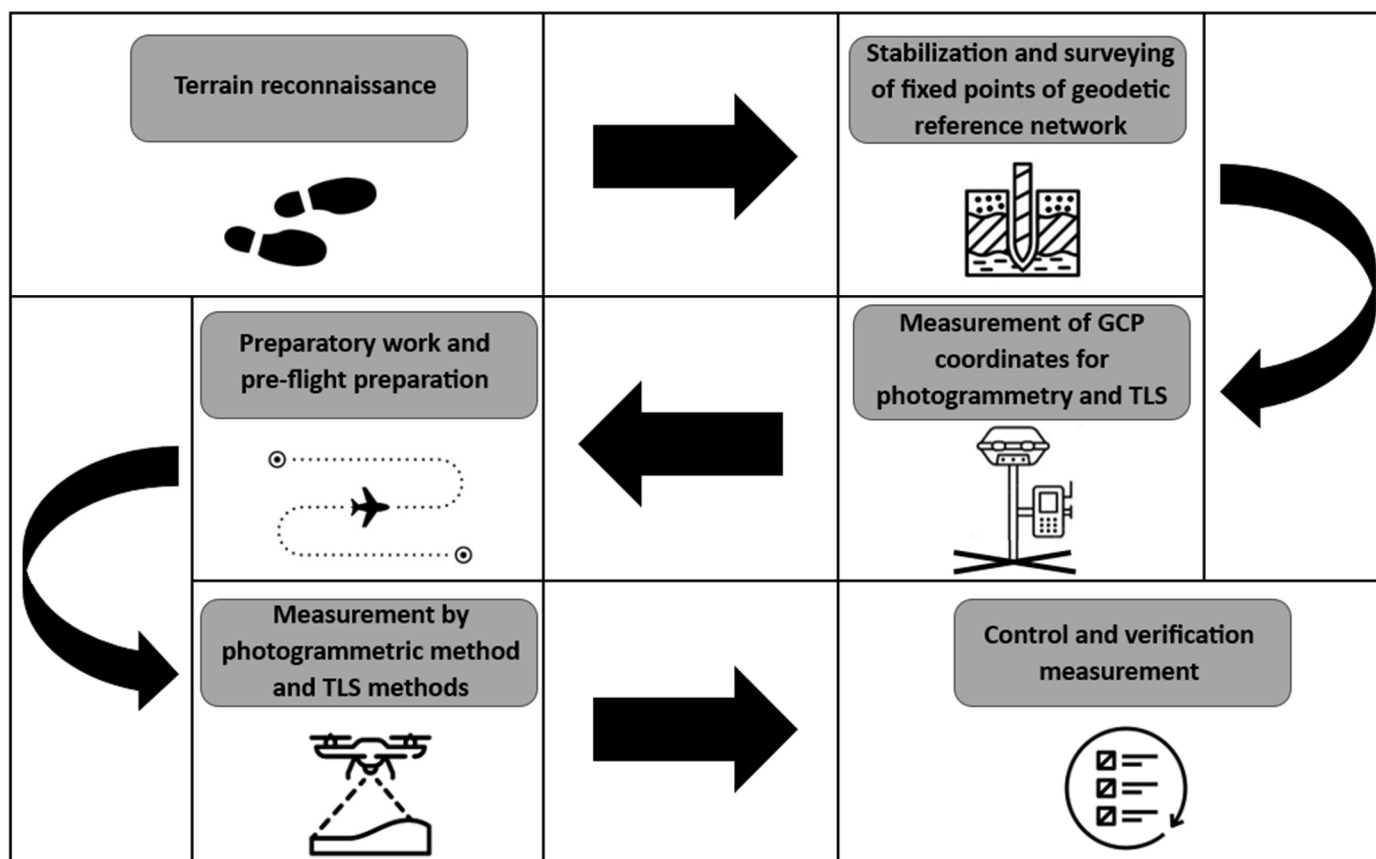 Terrain reconnaissance
Stabilization and surveying
of fixed points of geodetic
reference network
Measurement of GCP
coordinates for
photogrammetry and TLS
Preparatory work and
pre-flight preparation
Measurement by
photogrammetric method
and TLS methods
Control and verification
measurement